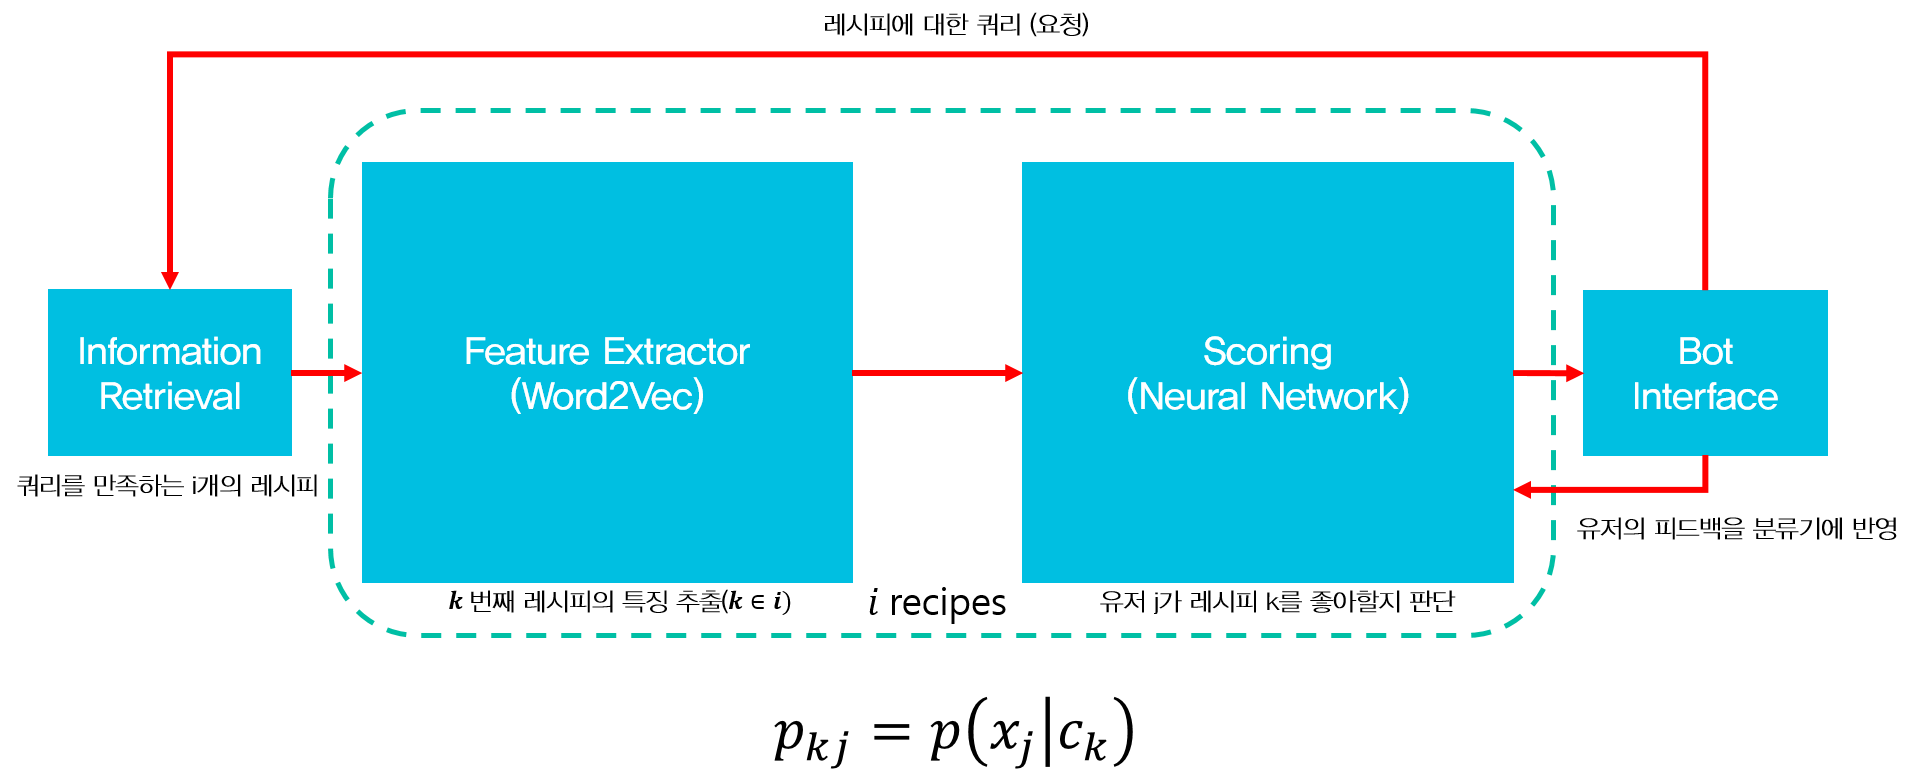 레시피에 대한 쿼리 (요청)
Information
Retrieval
쿼리를 만족하는 i개의 레시피
Feature Extractor
(Word2Vec)
k 번째 레시피의 특징 추출(k ∈ i)
i recipes
Scoring
(Neural Network)
유저 j가 레시피 k를 좋아할지 판단
Bot
Interface
유저의 피드백을 분류기에 반영
p_{kj} = p(x_j|c_k)